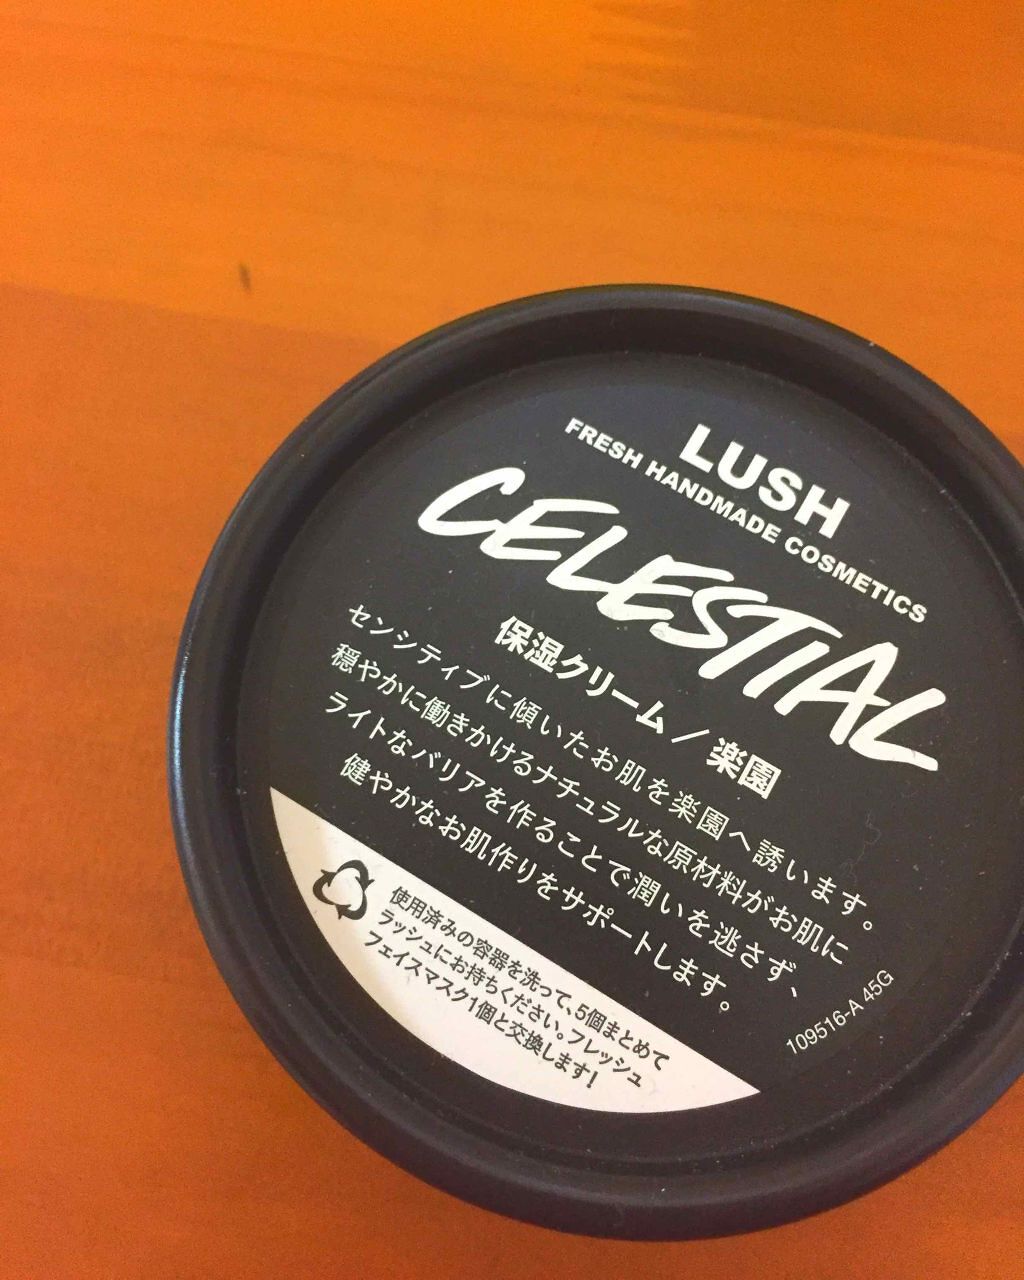 LUSH
FRESH HANDMADE COSMETICS
CELESTIAL
保湿クリーム / 楽園
センシティブに傾いたお肌を楽園へ誘います。
穏やかに働きかけるナチュラルな原材料がお肌に
ライトなバリアを作ることで潤いを逃さず、
健やかなお肌作りをサポートします。
109516-A 45G
使用済みの容器を洗って、5個まとめて
ラッシュにお持ちください。フレッシュ
フェイスマスク1個と交換します!